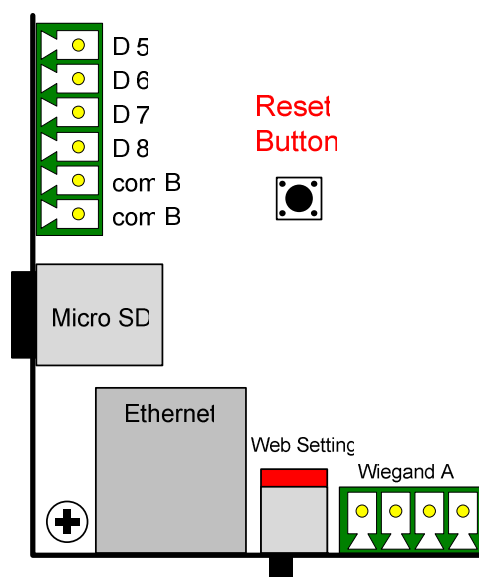 D 5
D 6
D 7
D 8
com B
com B
Reset
Button
Micro SD
Ethernet
Web Setting
Wiegand A